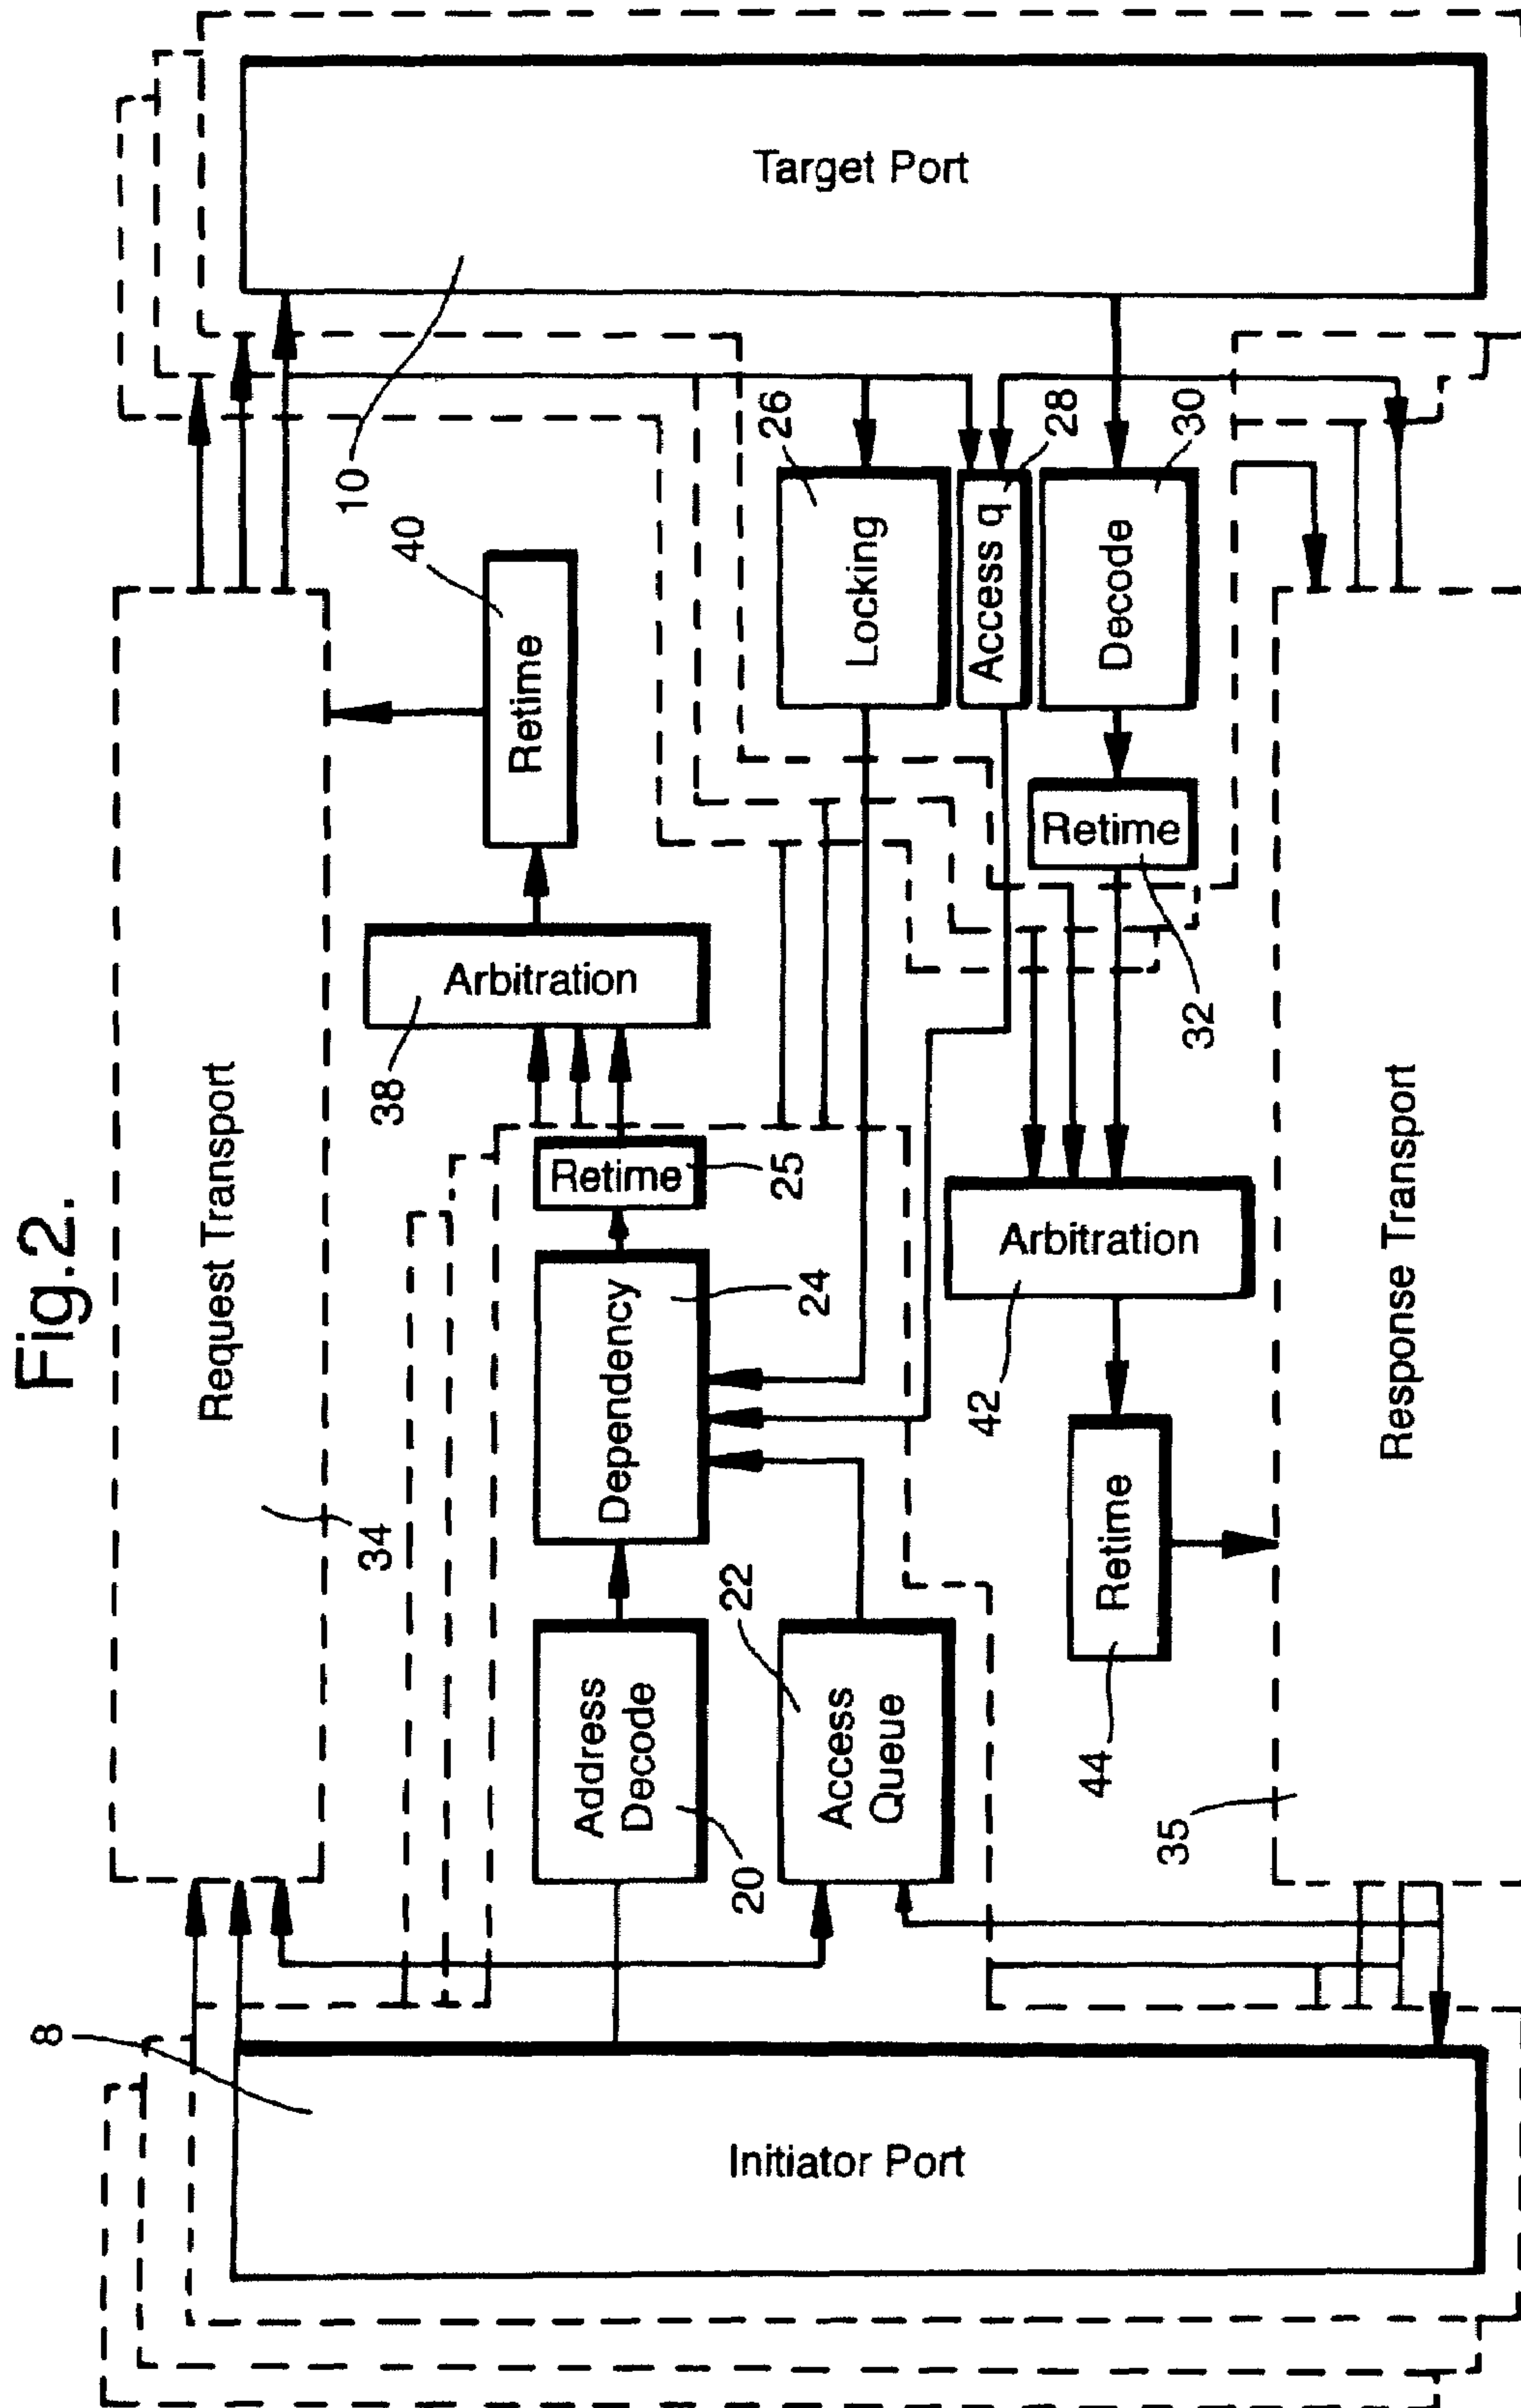 Fig.2.
Request Transport
34
Retime
40
Arbitration
38
Retime
25
Dependency
24
Address
Decode
20
Access
Queue
22
Initiator Port
8
Target Port
10
Locking
26
Access q
28
Decode
30
Retime
32
Arbitration
42
Retime
44
Response Transport
35